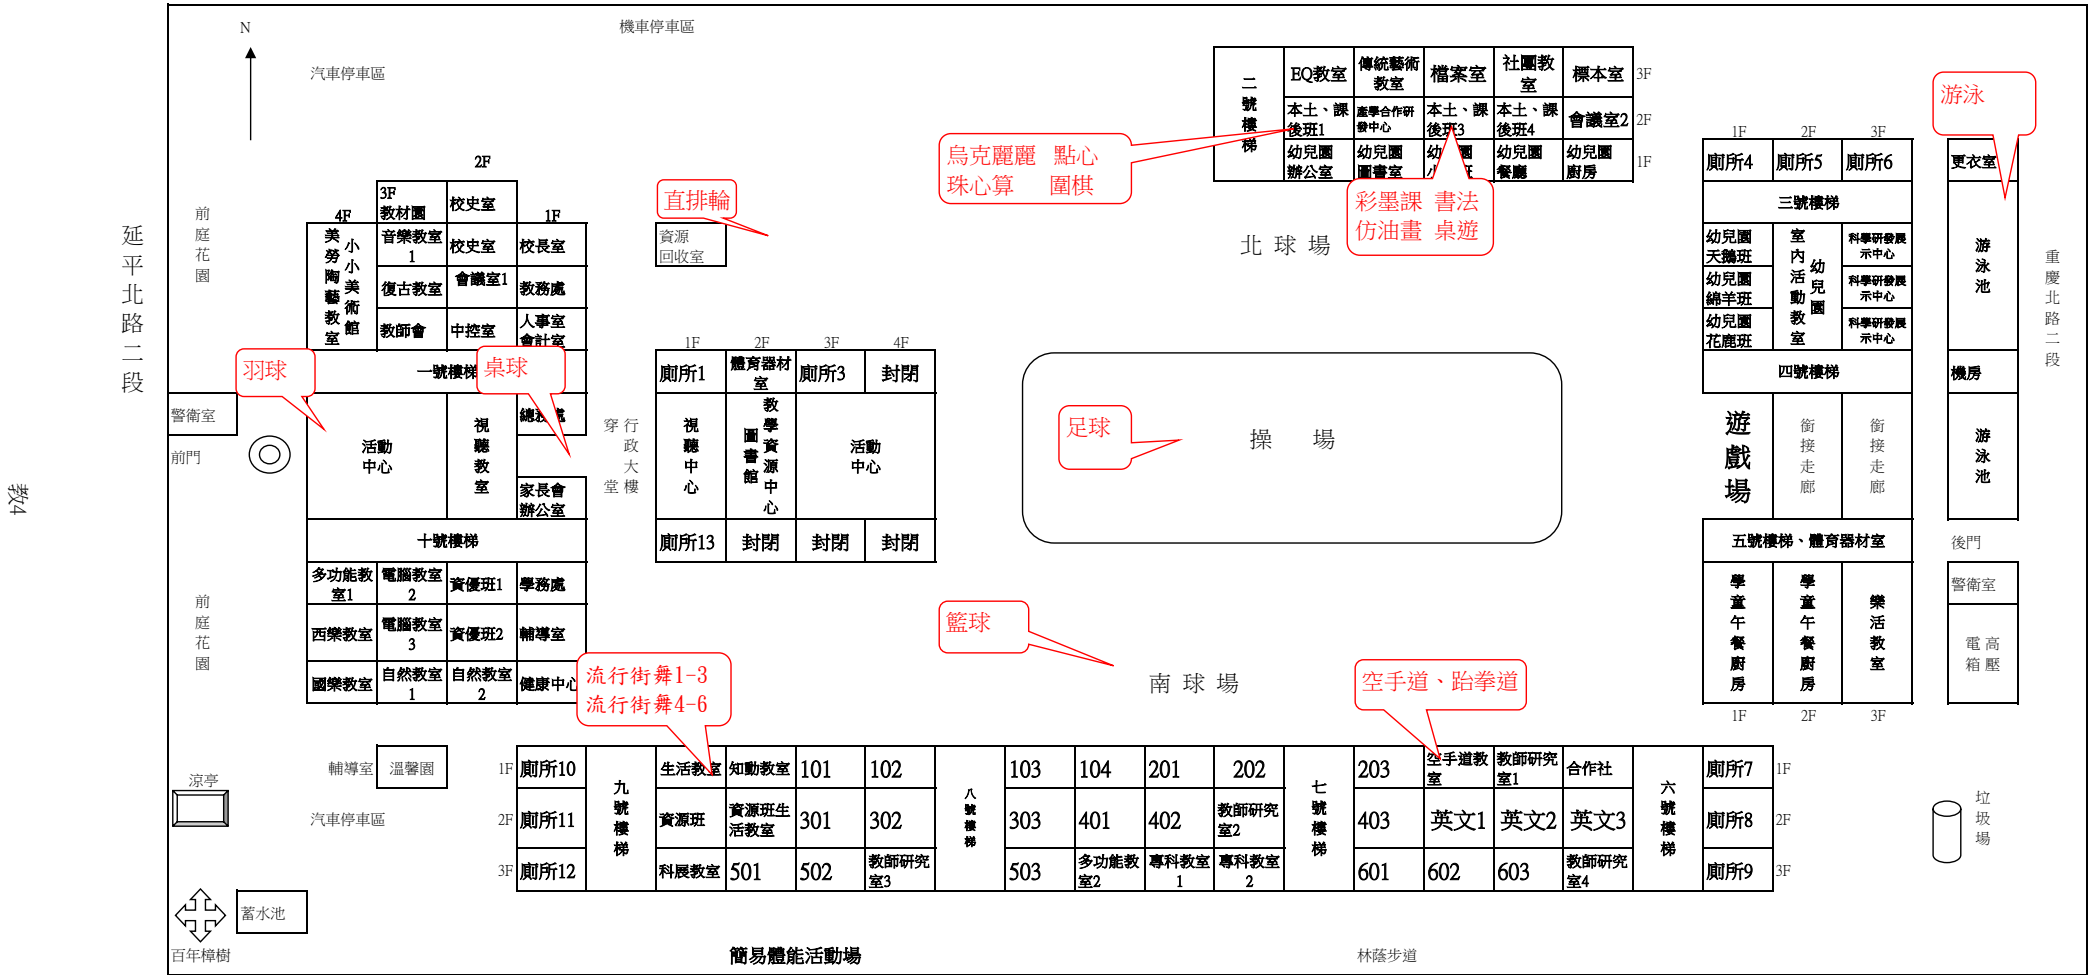 機車停車區
N
汽車停車區
前庭花園
延平北路二段
警衛室
前門
前庭花園
教4
2F
3F
教材園
校史室
4F
1F
美勞陶藝教室
小小美術館
音樂教室
1
校史室
校長室
復古教室
會議室1
教務處
教師會
中控室
人事室
會計室
一號樓梯
羽球
桌球
活動
中心
視聽教室
總務處
家長會
辦公室
十號樓梯
多功能教
室1
電腦教室
2
資優班1
學務處
西樂教室
電腦教室
3
資優班2
輔導室
國樂教室
自然教室
1
自然教室
2
健康中心
穿堂
行政大樓
直排輪
資源
回收室
1F
2F
3F
4F
廁所1
體育器材
室
廁所3
封閉
視聽中心
圖書館
教學資源中心
活動
中心
廁所13
封閉
封閉
封閉
二號樓梯
EQ教室
傳統藝術
教室
檔案室
社團教
室
標本室
3F
本土、課
後班1
產學合作研
發中心
本土、課
後班3
本土、課
後班4
會議室2
2F
幼兒園
辦公室
幼兒園
圖書室
幼兒園
幼兒園
餐廳
幼兒園
廚房
1F
烏克麗麗 點心
珠心算 圍棋
彩墨課 書法
仿油畫 桌遊
北球場
足球
操場
籃球
南球場
游泳
1F
2F
3F
廁所4
廁所5
廁所6
更衣室
三號樓梯
幼兒園
天鵝班
室內活動教室
幼兒園
科學研發展
示中心
幼兒園
綿羊班
科學研發展
示中心
幼兒園
花鹿班
科學研發展
示中心
游泳池
四號樓梯
機房
遊戲場
銜接走廊
銜接走廊
游泳池
五號樓梯、體育器材室
後門
學童午餐廚房
學童午餐廚房
樂活教室
警衛室
高壓
電箱
1F
2F
3F
重慶北路二段
流行街舞1-3
流行街舞4-6
空手道、跆拳道
輔導室
溫馨園
1F
廁所10
九號樓梯
生活教室
知動教室
101
102
八號樓梯
103
104
201
202
七號樓梯
203
空手道教
室
教師研究
室1
合作社
六號樓梯
廁所7
1F
涼亭
汽車停車區
2F
廁所11
資源班
資源班生
活教室
301
302
303
401
402
教師研究
室2
403
英文1
英文2
英文3
廁所8
2F
垃圾場
3F
廁所12
科展教室
501
502
教師研究
室3
503
多功能教
室2
專科教室
1
專科教室
2
601
602
603
教師研究
室4
廁所9
3F
蓄水池
百年樟樹
簡易體能活動場
林蔭步道